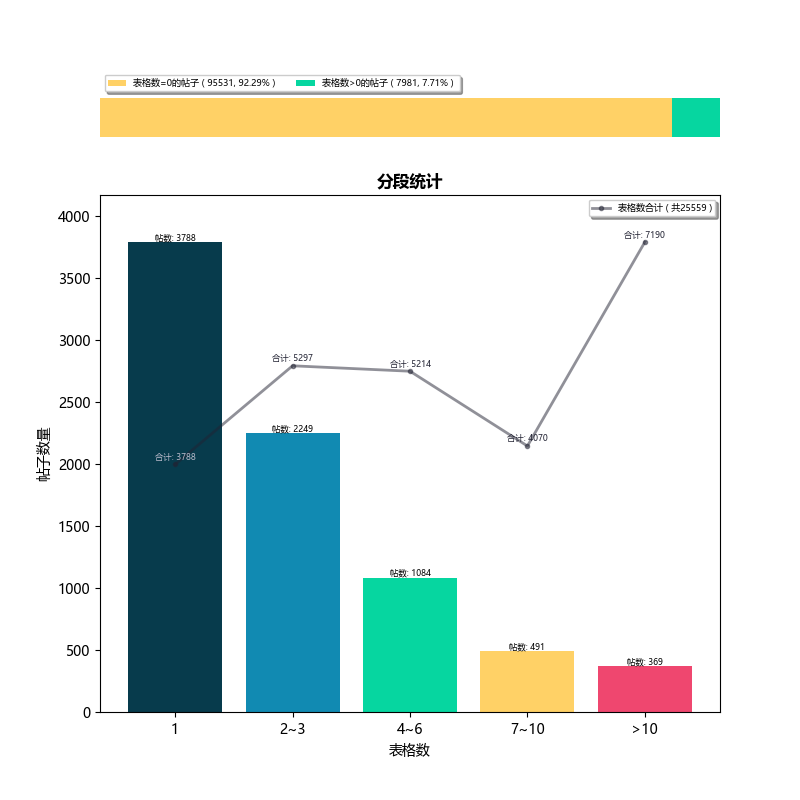 表格数=0的帖子 ( 95531, 92.29% ) 表格数>0的帖子 ( 7981, 7.71% )
分段统计
表格数合计 ( 共25559 )
4000
3500
3000
2500
2000
1500
1000
500
0
帖子数量
帖数: 3788
帖数: 2249
帖数: 1084
帖数: 491
帖数: 369
合计: 3788
合计: 5297
合计: 5214
合计: 4070
合计: 7190
1 2~3 4~6 7~10 >10
表格数